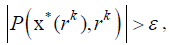 |P(x*(r^k), r^k)| > ε,